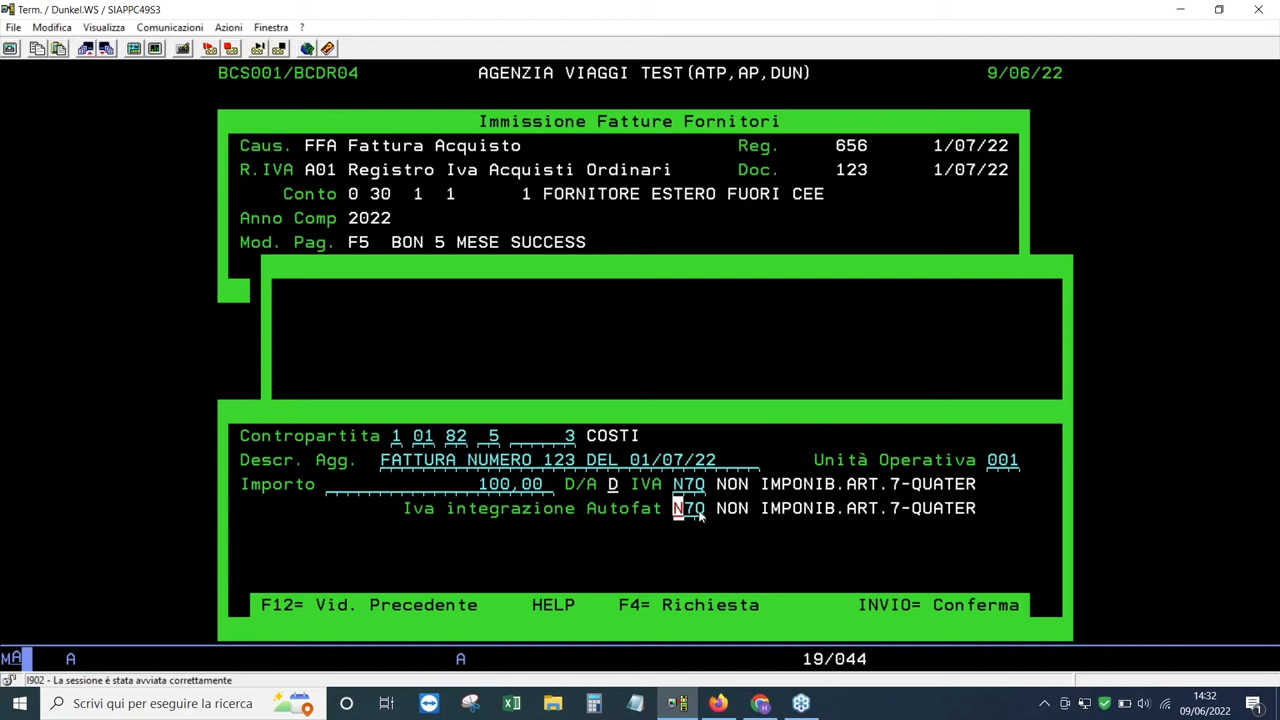 Term. / Dunkel.WS / SIAPPC49S3
File Modifica Visualizza Comunicazioni Azioni Finestra ?
BCS001/BCDR04 AGENZIA VIAGGI TEST(ATP,AP,DUN) 9/06/22
Immissione Fatture Fornitori
Caus. FFA Fattura Acquisto Reg. 656 1/07/22
R.IVA A01 Registro Iva Acquisti Ordinari Doc. 123 1/07/22
Conto 0 30 1 1 1 FORNITORE ESTERO FUORI CEE
Anno Comp 2022
Mod. Pag. F5 BON 5 MESE SUCCESS
Contropartita 1 01 82 5 3 COSTI
Descr. Agg. FATTURA NUMERO 123 DEL 01/07/22 Unità Operativa 001
Importo 100,00 D/A D IVA N7Q NON IMPONIB.ART.7-QUATER
Iva integrazione Autofat N7Q NON IMPONIB.ART.7-QUATER
F12= Vid. Precedente HELP F4= Richiesta INVIO= Conferma
MA A A 19/044
I902 - La sessione è stata avviata correttamente
Scrivi qui per eseguire la ricerca
14:32
09/06/2022